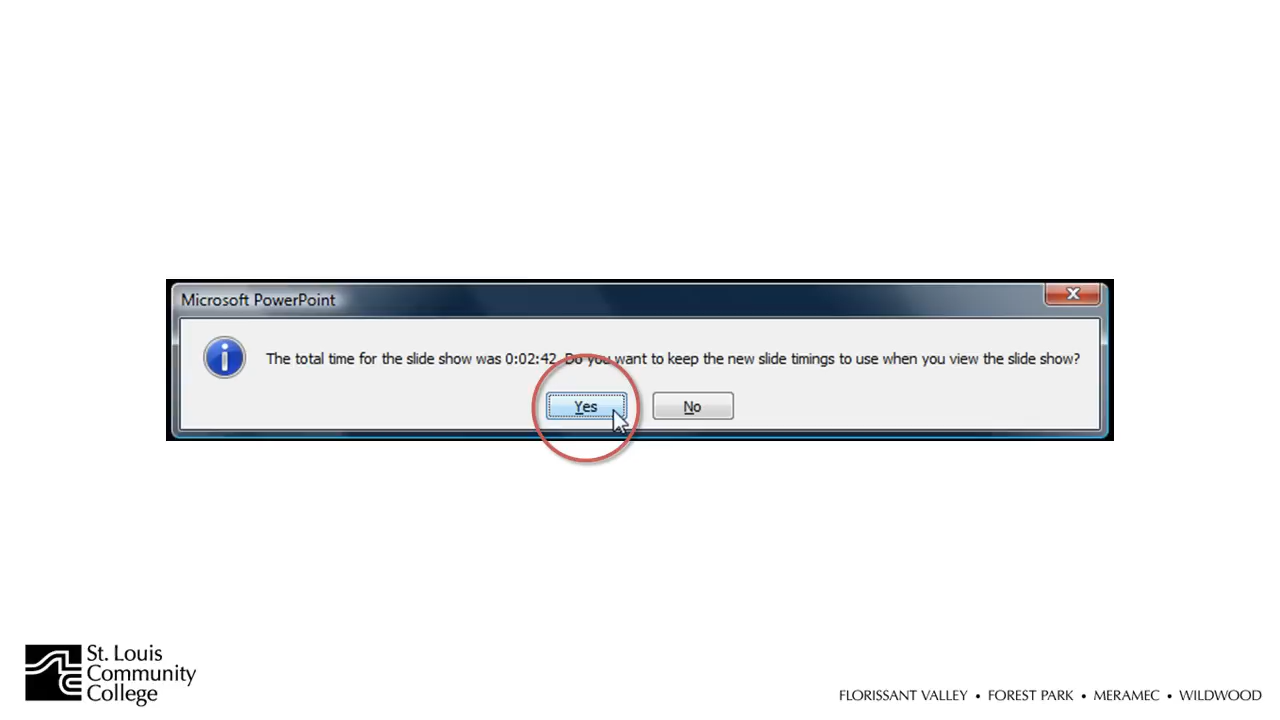 Microsoft PowerPoint
The total time for the slide show was 0:02:42. Do you want to keep the new slide timings to use when you view the slide show?
Yes
No
St. Louis
Community
College
FLORISSANT VALLEY • FOREST PARK • MERAMEC • WILDWOOD